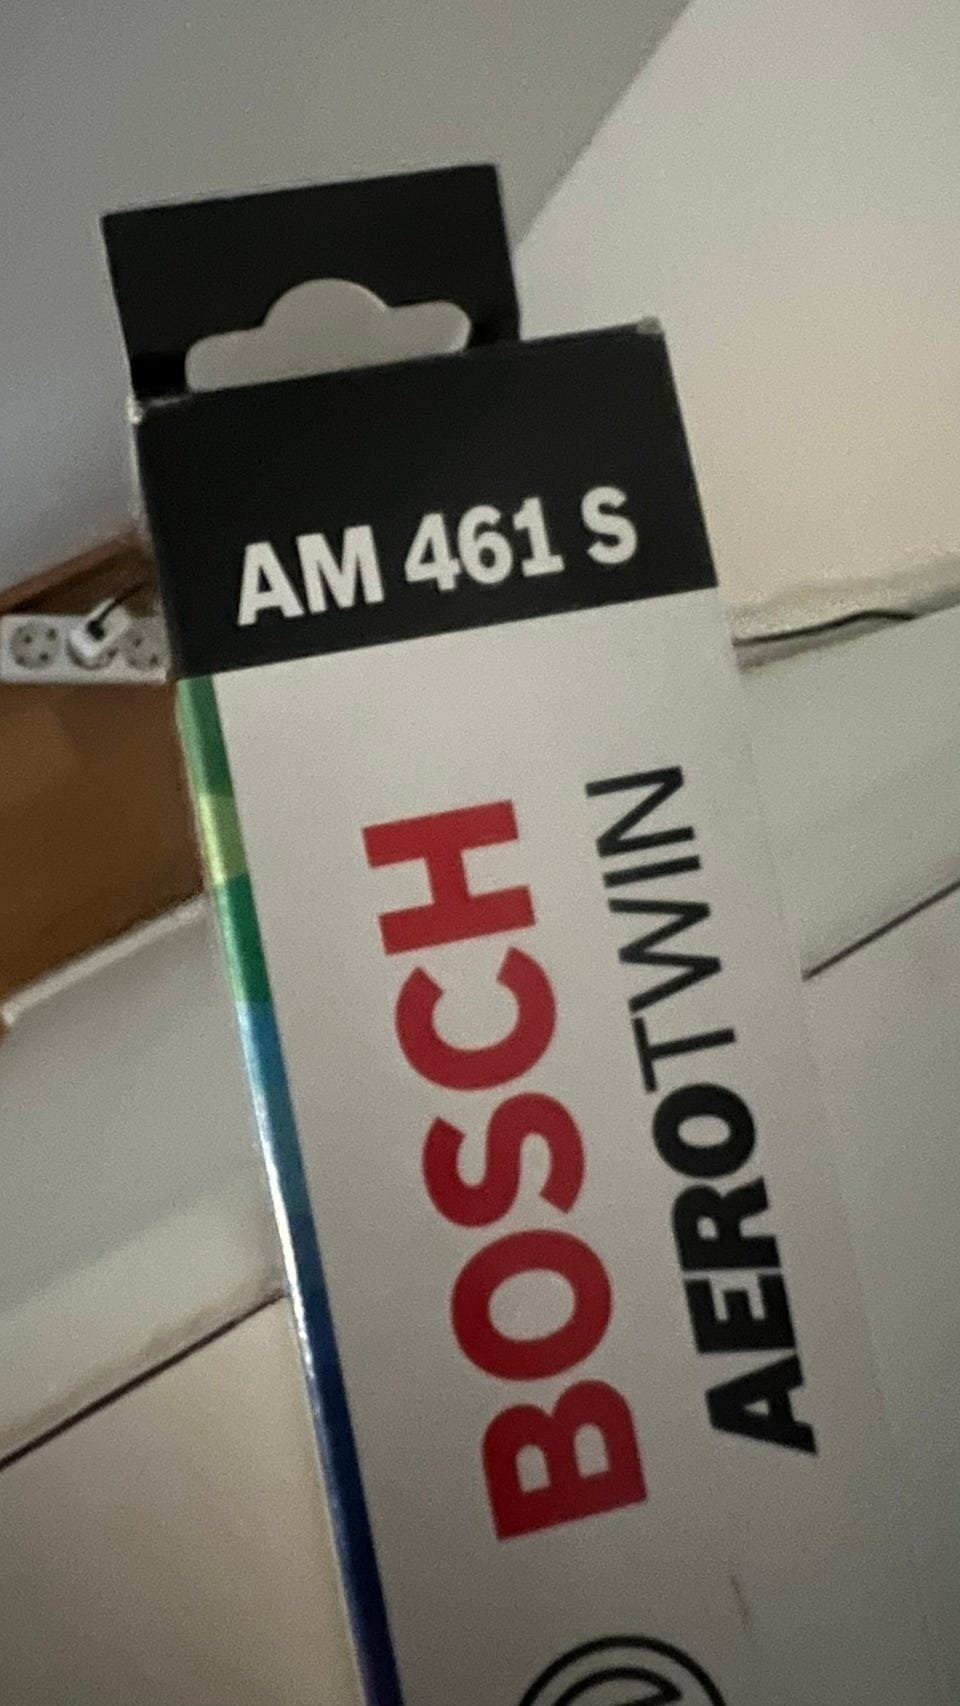 AM 461 S
BOSCH
AEROTWIN